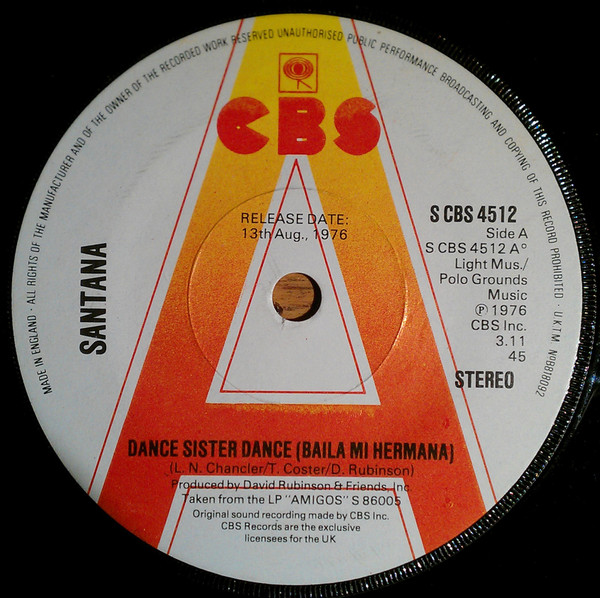 MADE IN ENGLAND · ALL RIGHTS OF THE MANUFACTURER AND OF THE OWNER OF THE RECORDED WORK RESERVED UNAUTHORISED PUBLIC PERFORMANCE BROADCASTING AND COPYING OF THIS RECORD PROHIBITED · U.K.T.M. No B818092
CBS
RELEASE DATE:
13th Aug., 1976
S CBS 4512
Side A
S CBS 4512 A°
Light Mus./
Polo Grounds
Music
Ⓟ 1976
CBS Inc.
3.11
45
STEREO
SANTANA
DANCE SISTER DANCE (BAILA MI HERMANA)
(L. N. Chancler/T. Coster/D. Rubinson)
Produced by David Rubinson & Friends, Inc.
Taken from the LP "AMIGOS" S 86005
Original sound recording made by CBS Inc.
CBS Records are the exclusive
licensees for the UK